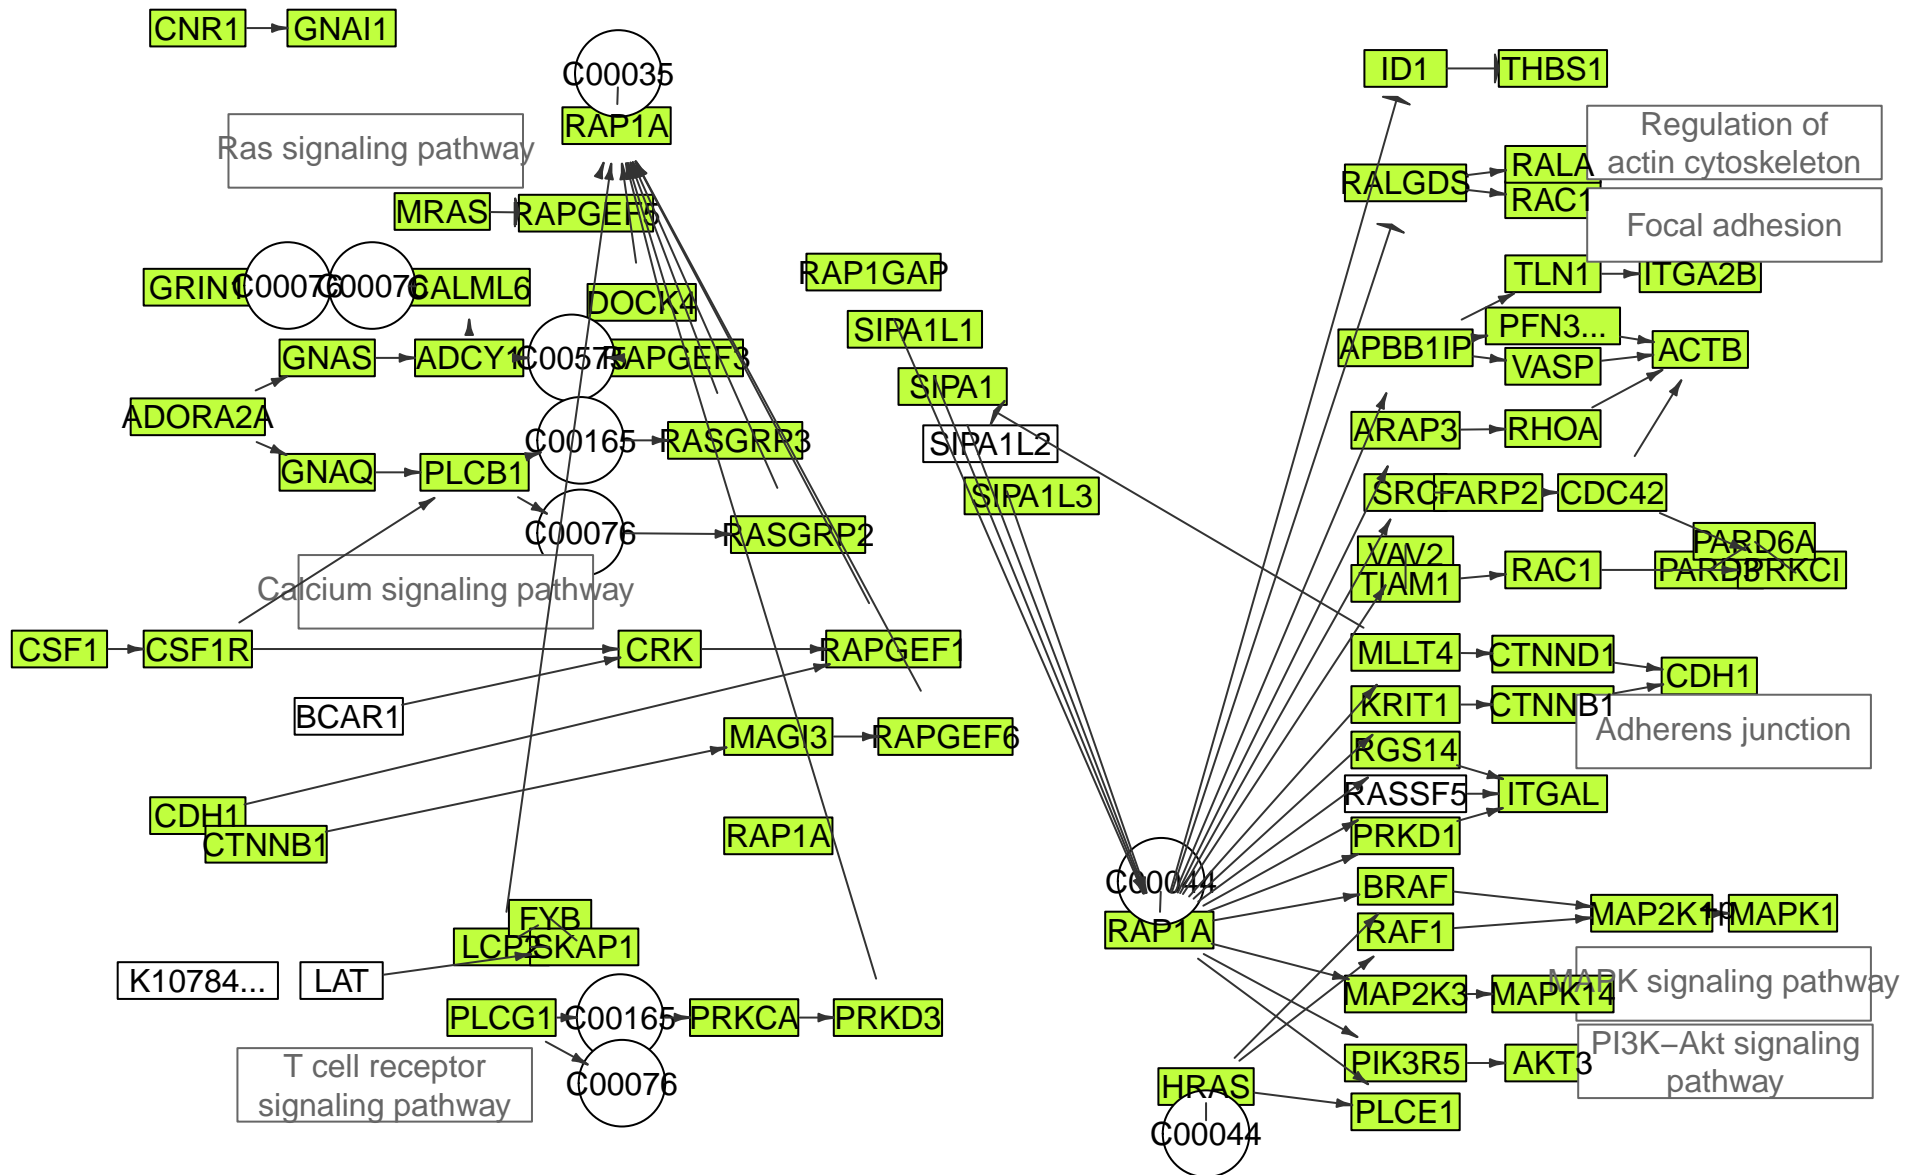 CNR1
GNAI1
C00035
RAP1A
ID1
THBS1
Ras signaling pathway
Regulation of
actin cytoskeleton
RALGDS
RALA
RAC1
MRAS
RAPGEF5
Focal adhesion
RAP1GAP
GRIN1
C00076
C00076
CALML6
DOCK4
TLN1
ITGA2B
SIPA1L1
PFN3...
GNAS
ADCY1
C00575
RAPGEF3
APBB1IP
VASP
ACTB
SIPA1
ADORA2A
C00165
RASGRP3
SIPA1L2
ARAP3
RHOA
GNAQ
PLCB1
SIPA1L3
SRC
FARP2
CDC42
C00076
RASGRP2
VAV2
TIAM1
RAC1
PARD6A
PARD3
PRKCI
Calcium signaling pathway
CSF1
CSF1R
CRK
RAPGEF1
MLLT4
CTNND1
CDH1
BCAR1
KRIT1
CTNNB1
MAGI3
RAPGEF6
RGS14
Adherens junction
RASSF5
ITGAL
CDH1
CTNNB1
RAP1A
PRKD1
C00044
RAP1A
BRAF
RAF1
MAP2K1
+p
MAPK1
FYB
LCP2
SKAP1
K10784...
LAT
MAP2K3
MAPK14
MAPK signaling pathway
PLCG1
C00165
PRKCA
PRKD3
T cell receptor
signaling pathway
C00076
HRAS
C00044
PIK3R5
AKT3
PI3K−Akt signaling
pathway
PLCE1